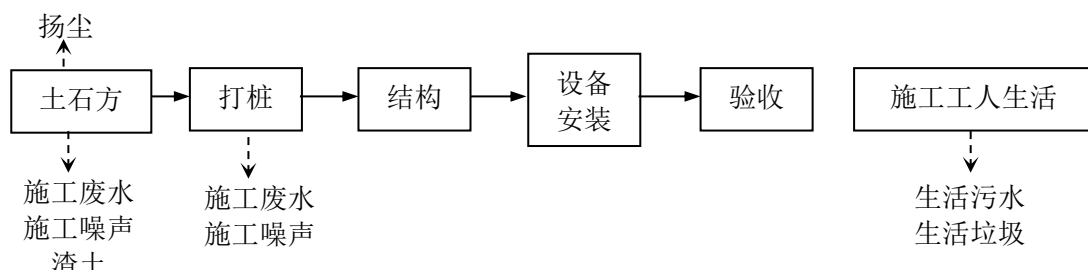 扬尘
土石方
打桩
结构
设备
安装
验收
施工工人生活
施工废水
施工噪声
渣土
施工废水
施工噪声
生活污水
生活垃圾